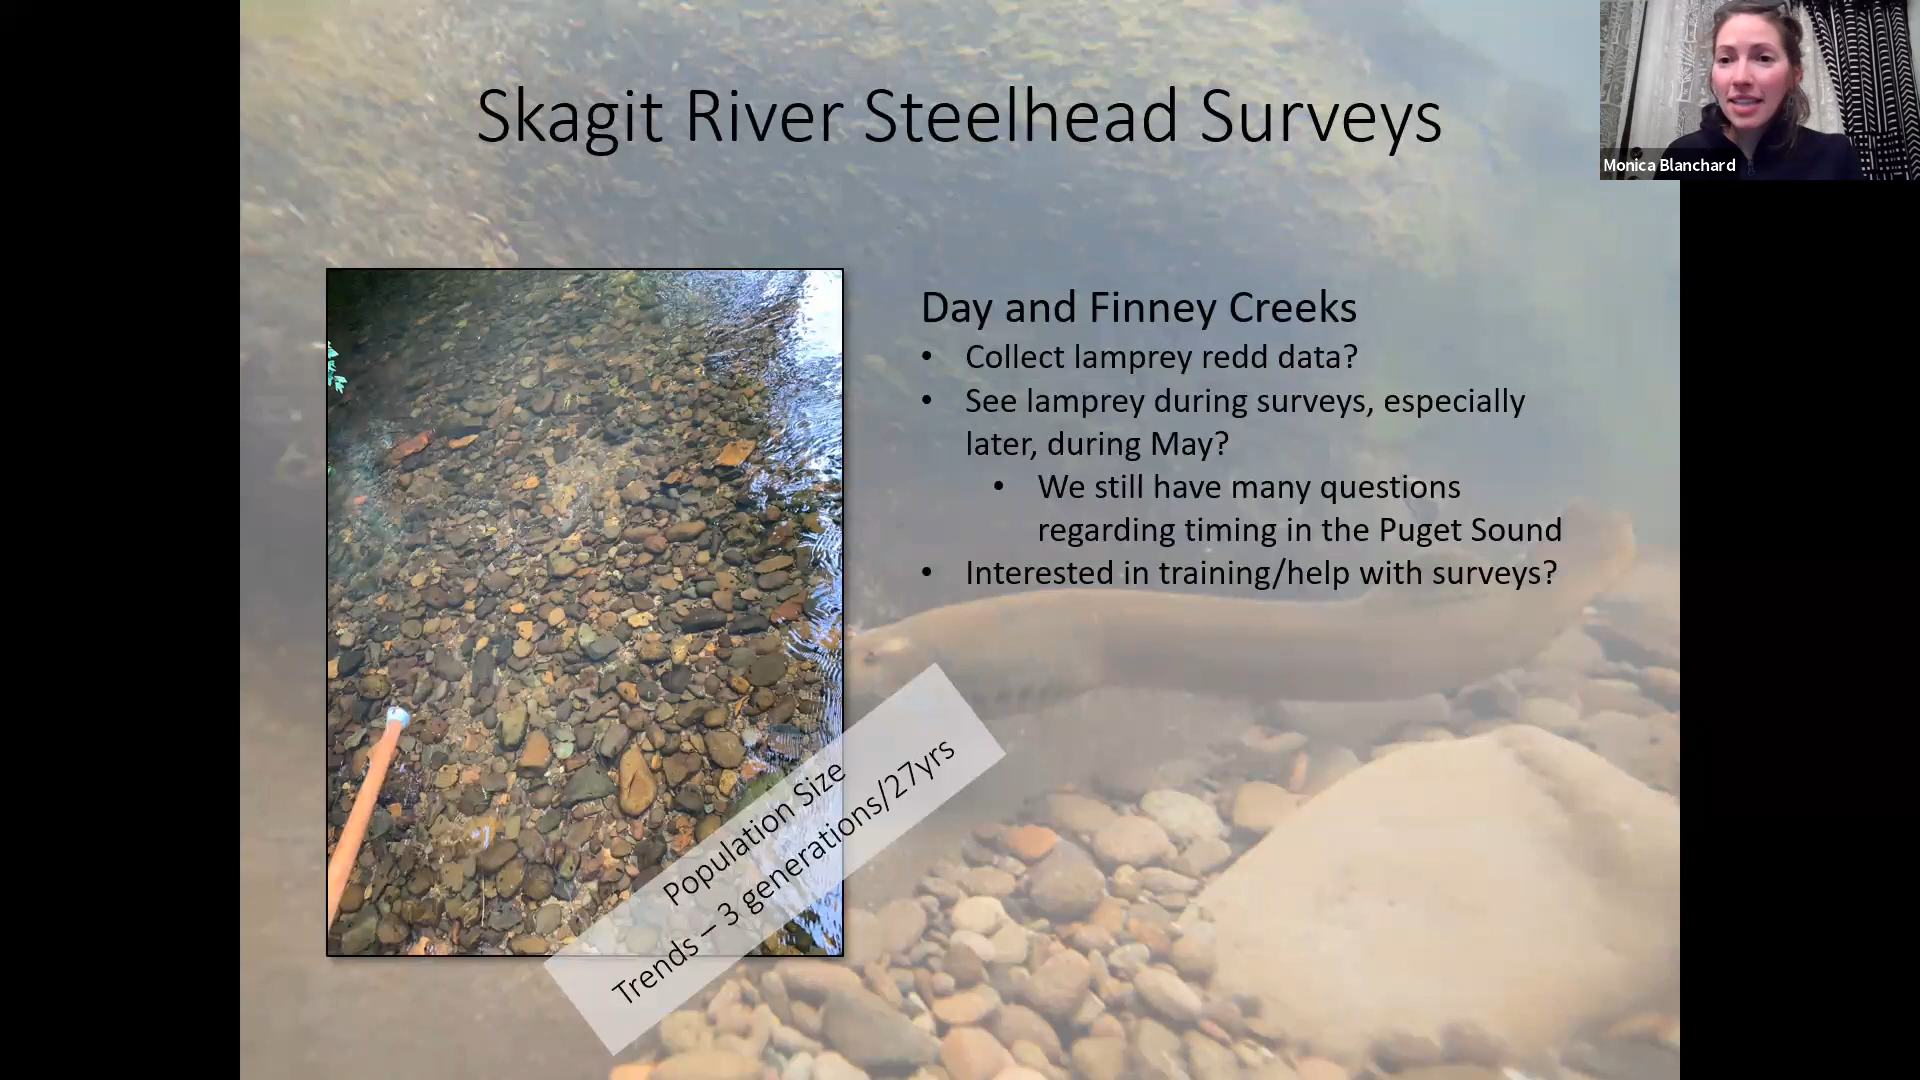 Skagit River Steelhead Surveys
Monica Blanchard
Day and Finney Creeks
• Collect lamprey redd data?
• See lamprey during surveys, especially
later, during May?
• We still have many questions
regarding timing in the Puget Sound
• Interested in training/help with surveys?
Population Size
Trends – 3 generations/27yrs